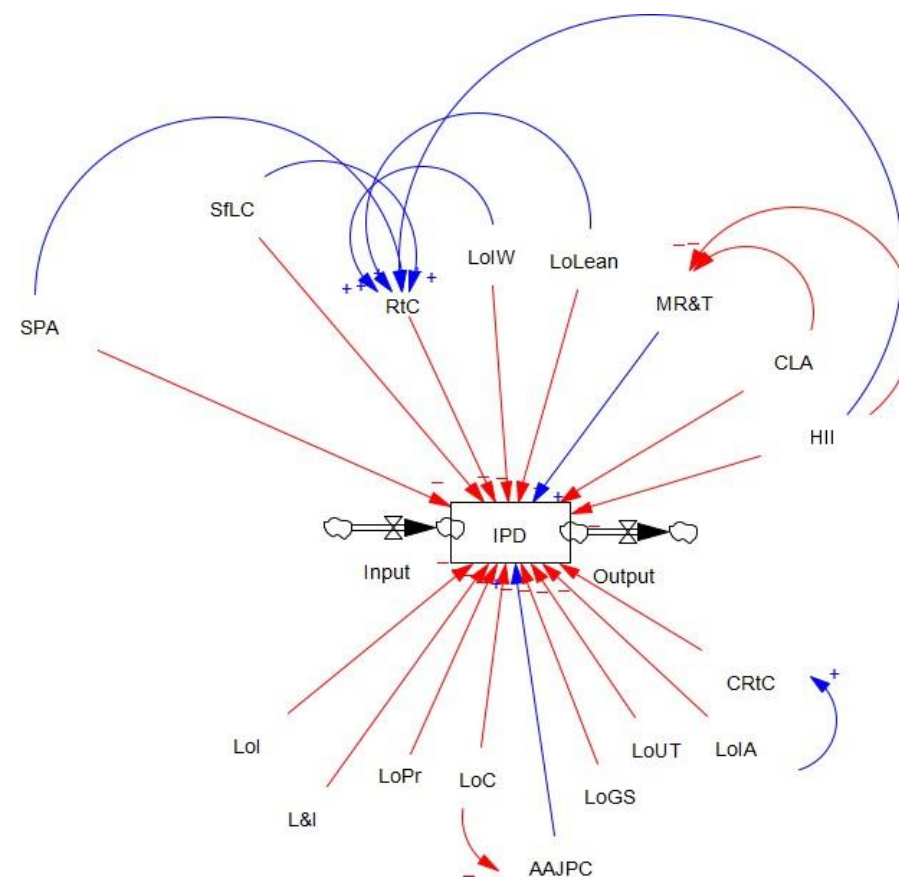 SfLC
LoIW
LoLean
RtC
MR&T
SPA
CLA
HII
IPD
Input
Output
CRtC
LoI
LoPr
LoC
LoUT
LoIA
L&I
LoGS
AAJPC